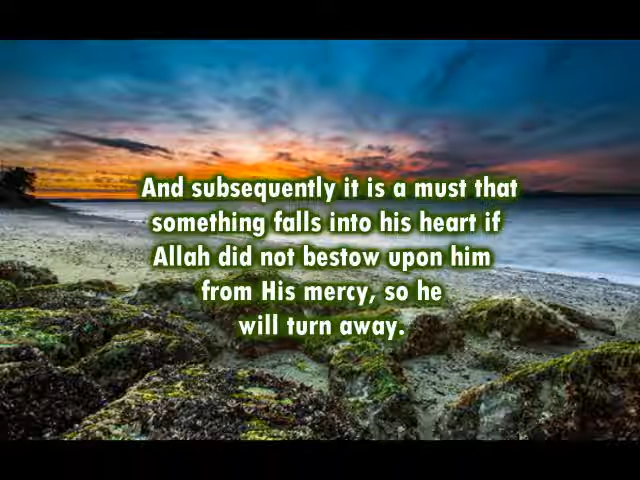 And subsequently it is a must that
something falls into his heart if
Allah did not bestow upon him
from His mercy, so he
will turn away.